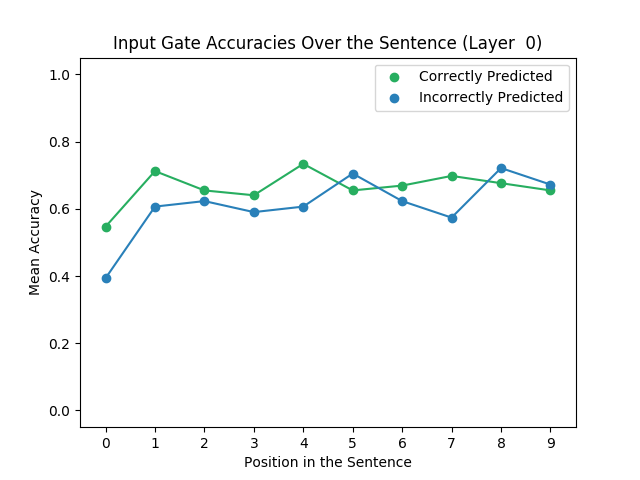 Input Gate Accuracies Over the Sentence (Layer  0)
Correctly Predicted
Incorrectly Predicted
1.0
0.8
0.6
0.4
0.2
0.0
Mean Accuracy
0 1 2 3 4 5 6 7 8 9
Position in the Sentence